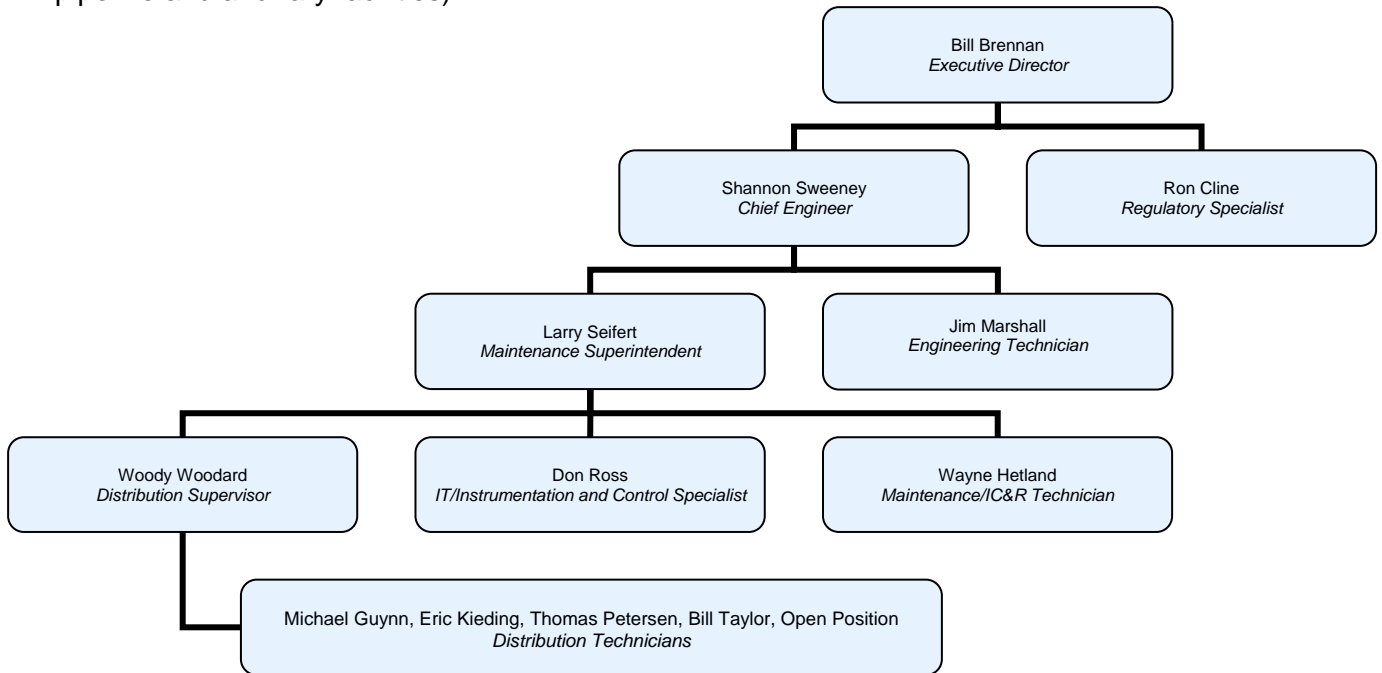 Bill Brennan
Executive Director
Shannon Sweeney
Chief Engineer
Ron Cline
Regulatory Specialist
Larry Seifert
Maintenance Superintendent
Jim Marshall
Engineering Technician
Woody Woodard
Distribution Supervisor
Don Ross
IT/Instrumentation and Control Specialist
Wayne Hetland
Maintenance/IC&R Technician
Michael Guynn, Eric Kieding, Thomas Petersen, Bill Taylor, Open Position
Distribution Technicians